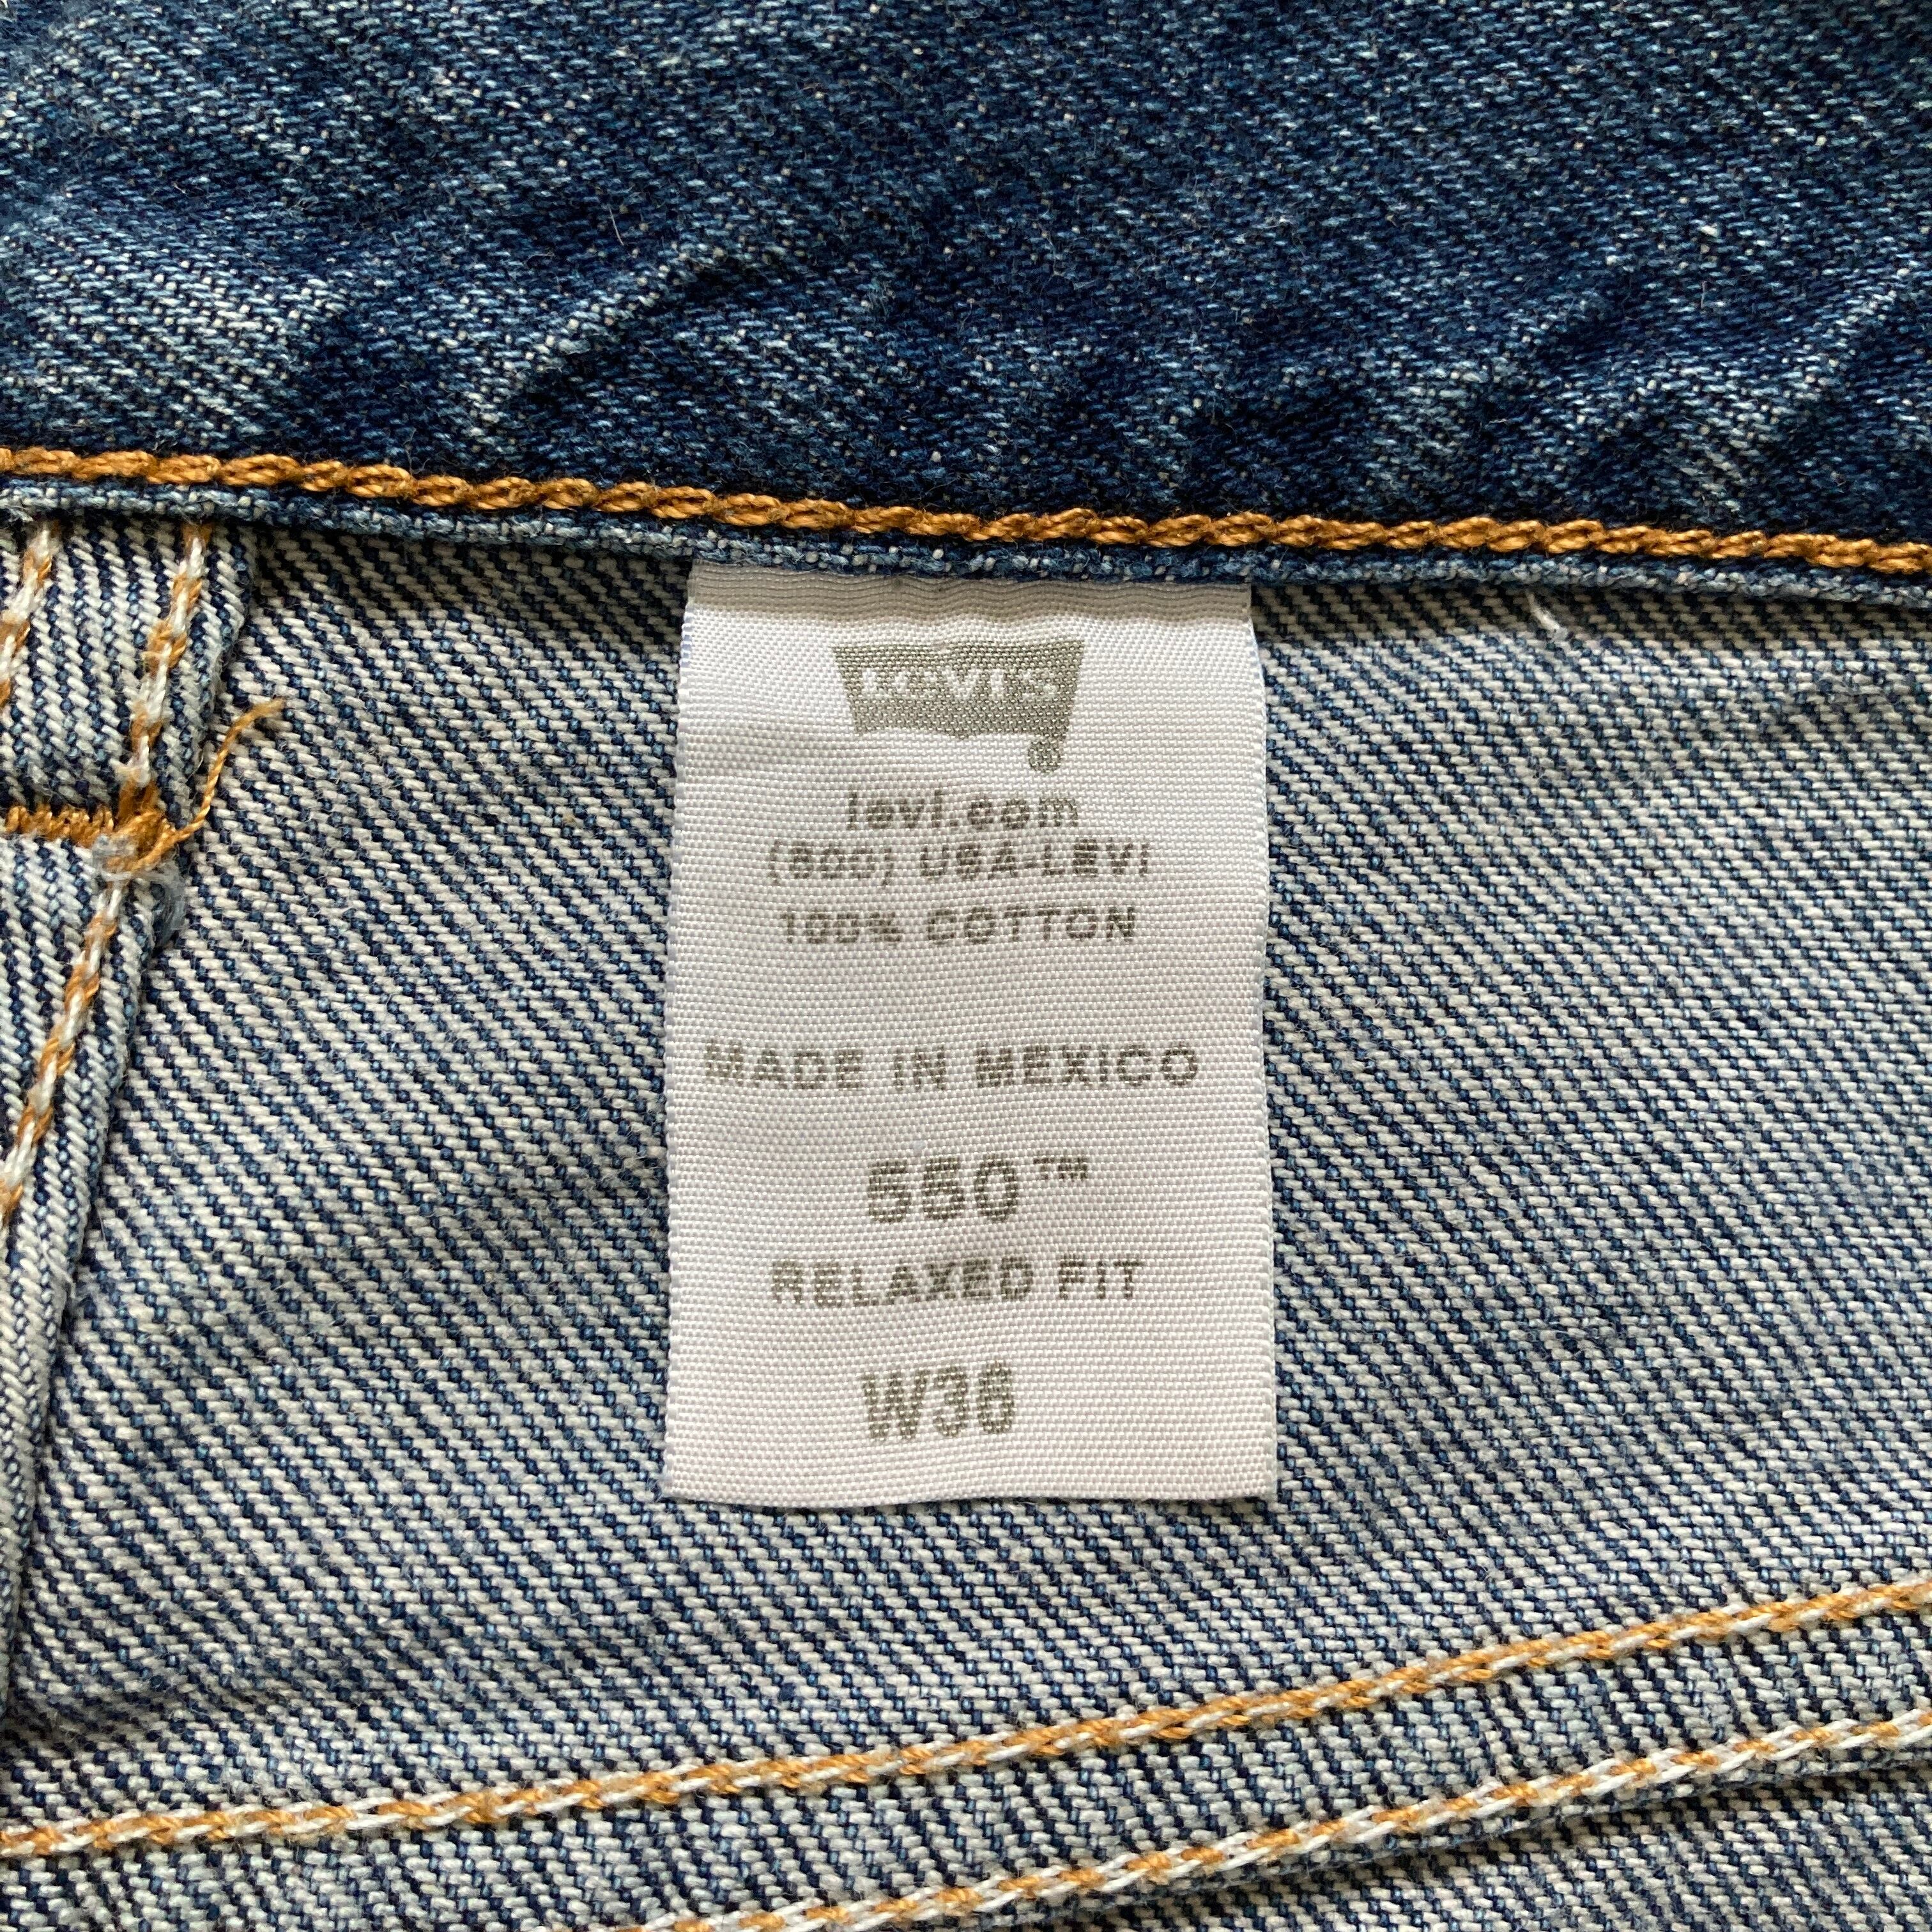 Levi's
®
levi.com
(800) USA-LEVI
100% COTTON
MADE IN MEXICO
550™
RELAXED FIT
W36